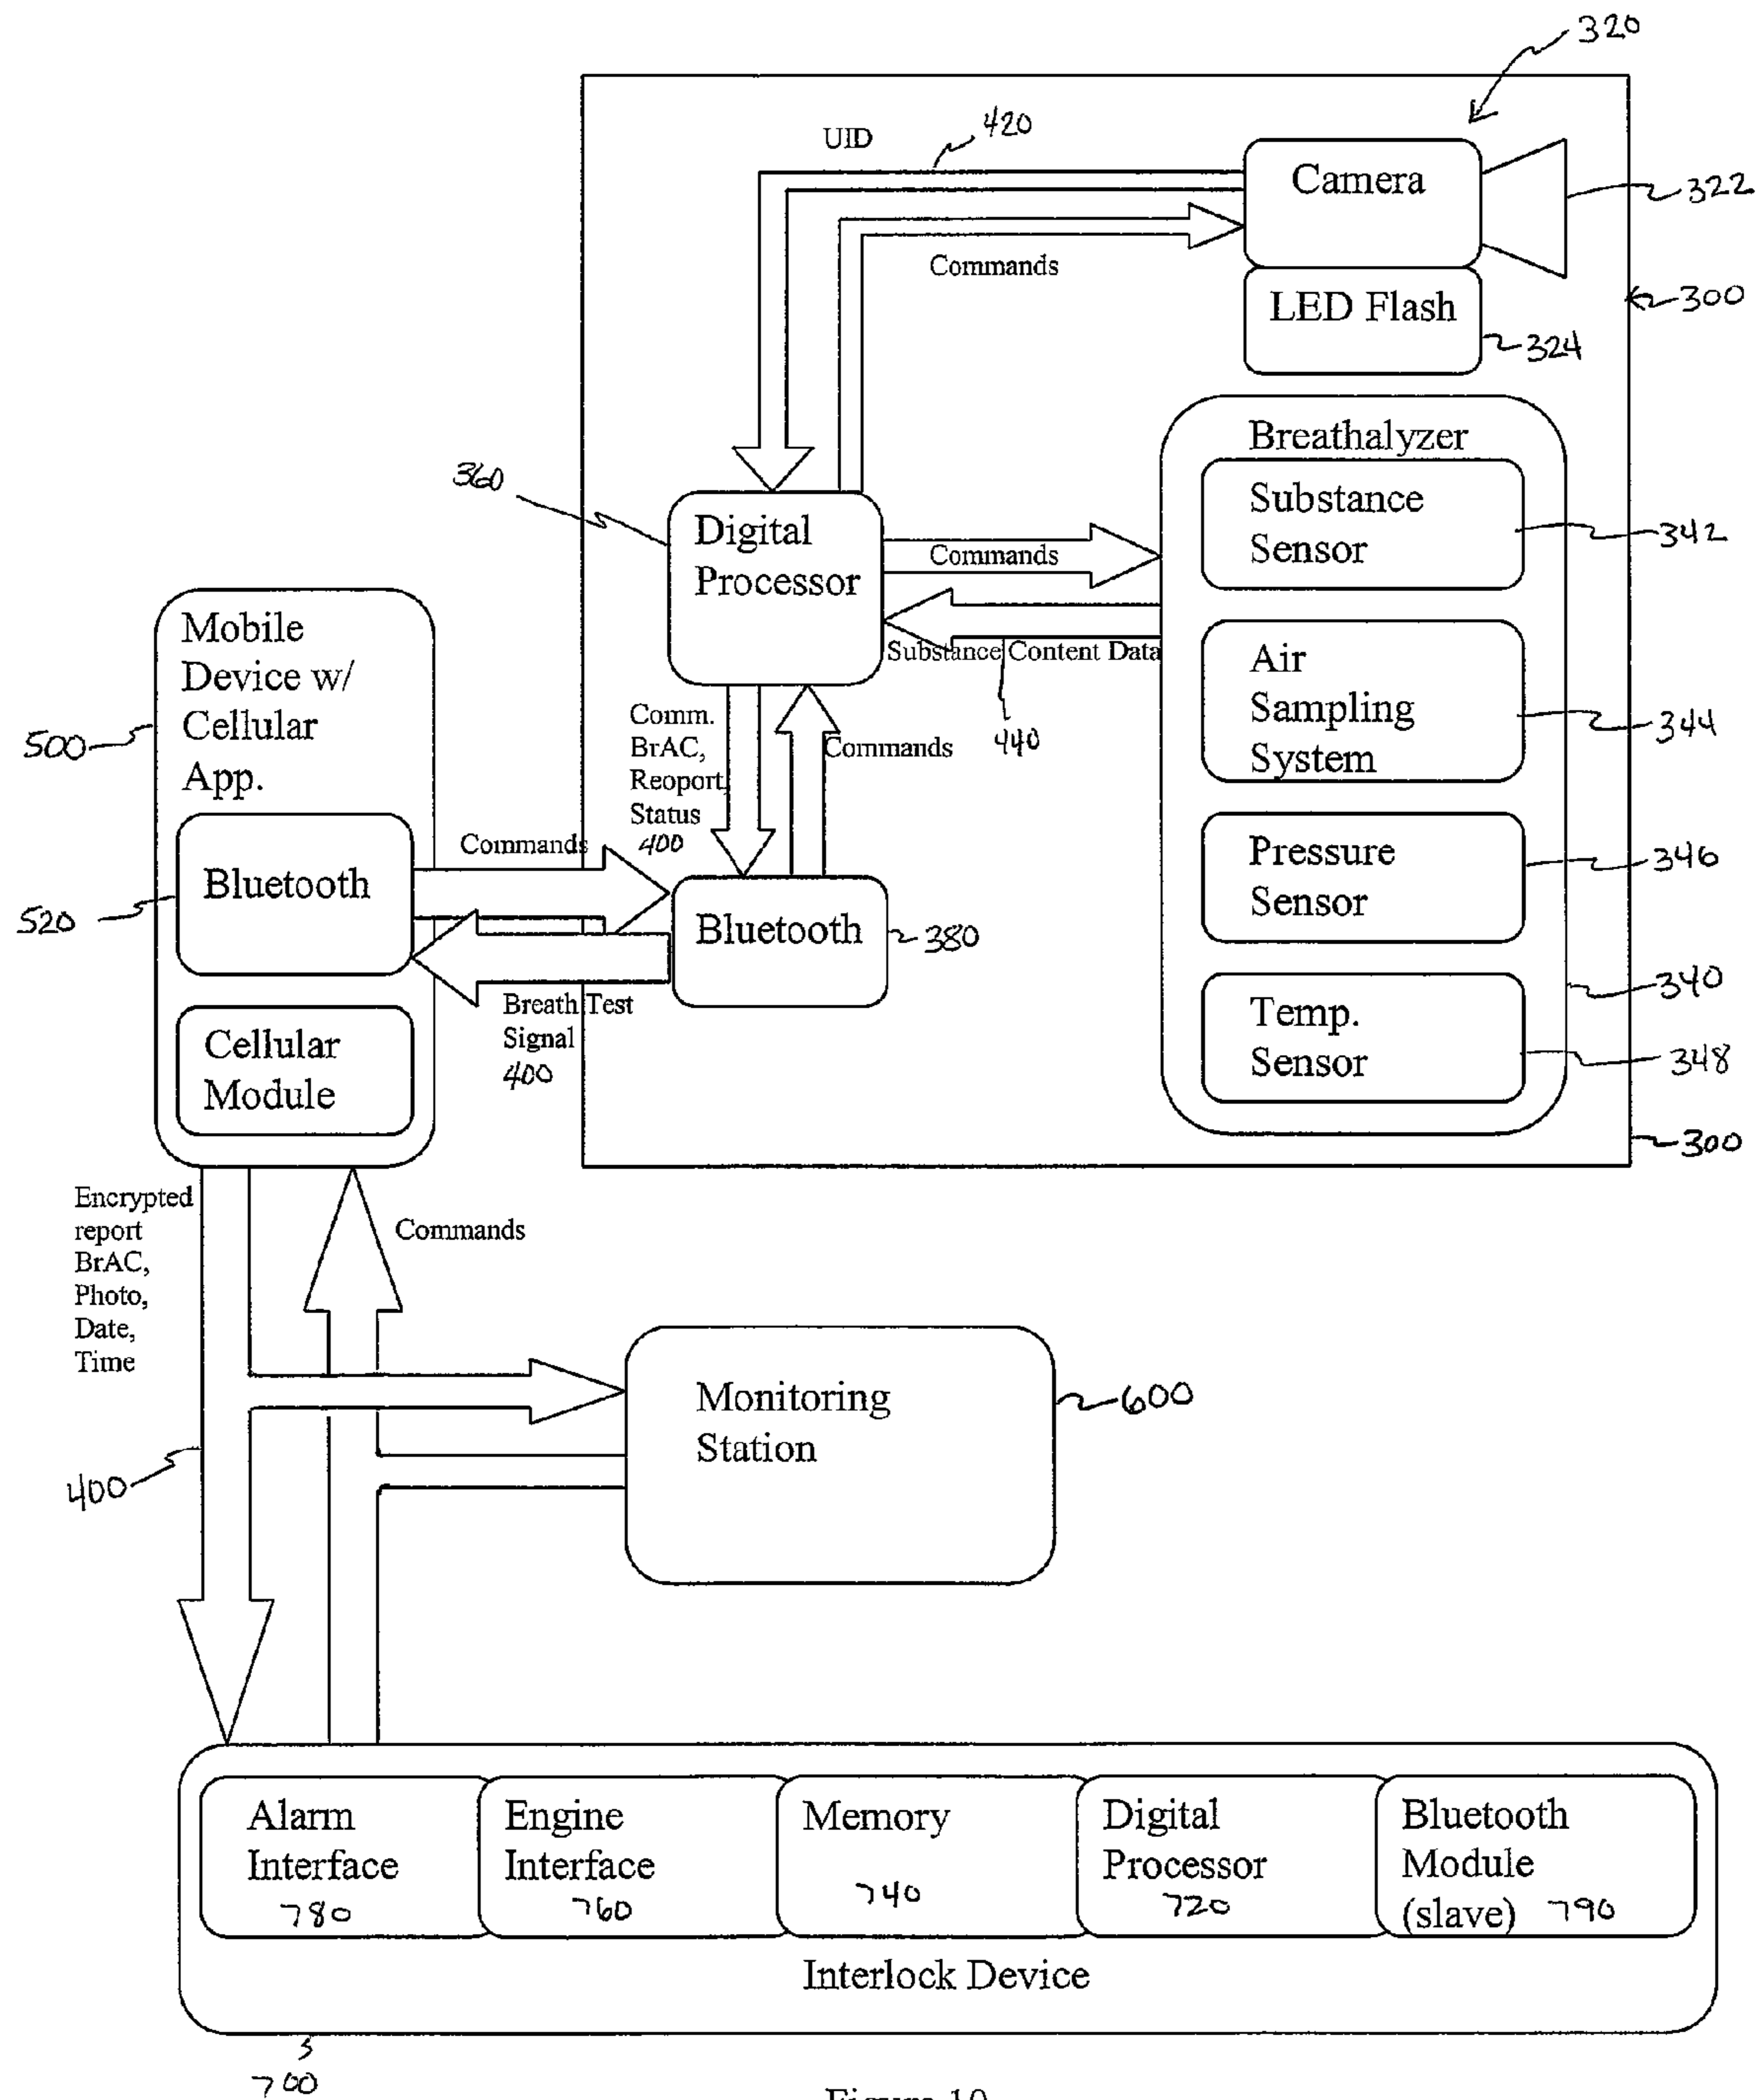 320
UID
420
Camera
322
Commands
300
LED Flash
324
Breathalyzer
360
Digital
Processor
Substance
Sensor
342
Commands
Substance Content Data
440
Air
Sampling
System
344
Mobile
Device w/
Cellular
App.
500
Comm.
BrAC,
Reoport
Status
400
Commands
Commands
Bluetooth
520
Bluetooth
380
Pressure
Sensor
346
340
Breath Test
Signal
400
Cellular
Module
Temp.
Sensor
348
300
Encrypted
report
BrAC,
Photo,
Date,
Time
Commands
Monitoring
Station
600
400
Alarm
Interface
780
Engine
Interface
760
Memory
740
Digital
Processor
720
Bluetooth
Module
(slave) 790
Interlock Device
700